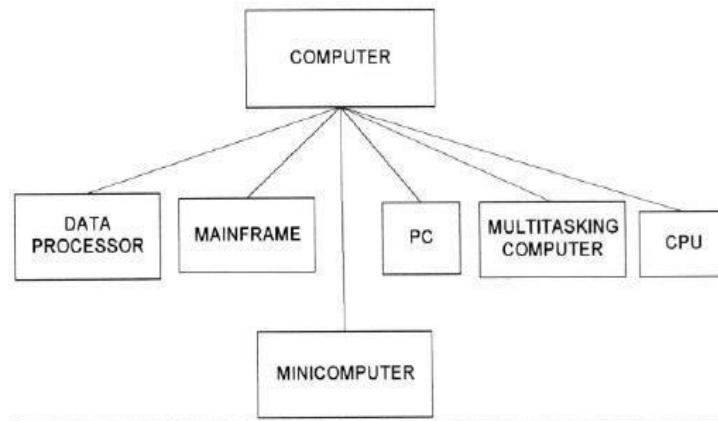 COMPUTER
DATA
PROCESSOR
MAINFRAME
PC
MULTITASKING
COMPUTER
CPU
MINICOMPUTER